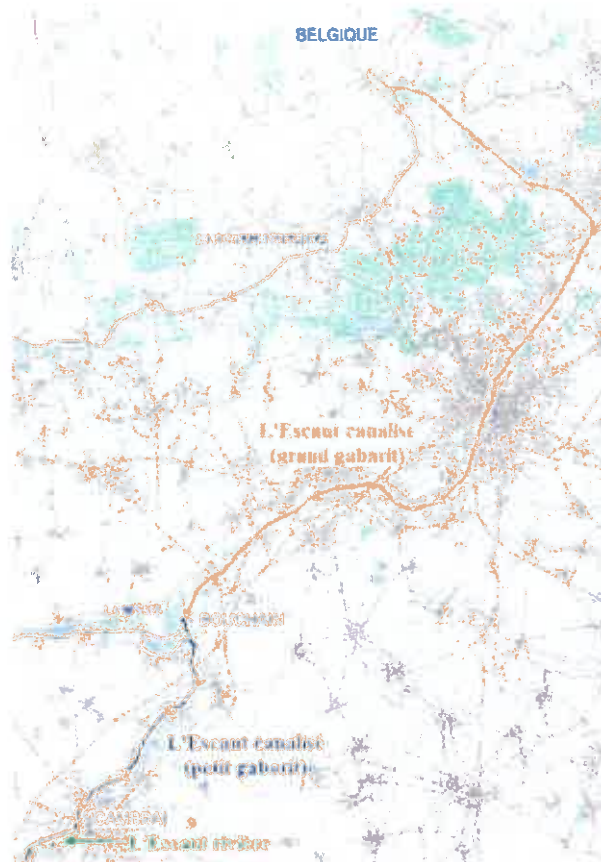 BELGIQUE
L'Escaut canalisé
(grand gabarit)
BOUCHAIN
L'Escaut canalisé
(petit gabarit)
CAMBRAI
L'Escaut rivière